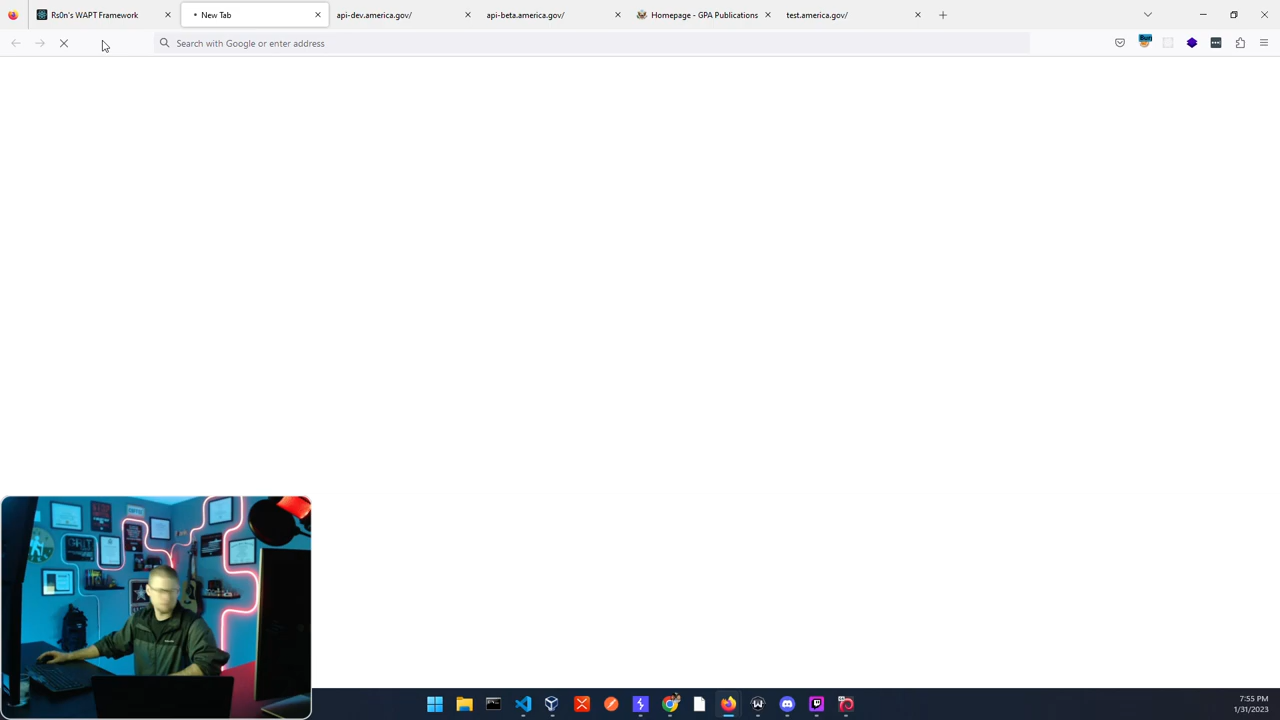 Rs0n's WAPT Framework
New Tab
api-dev.america.gov/
api-beta.america.gov/
Homepage - GPA Publications
test.america.gov/
Search with Google or enter address
7:55 PM
1/31/2023